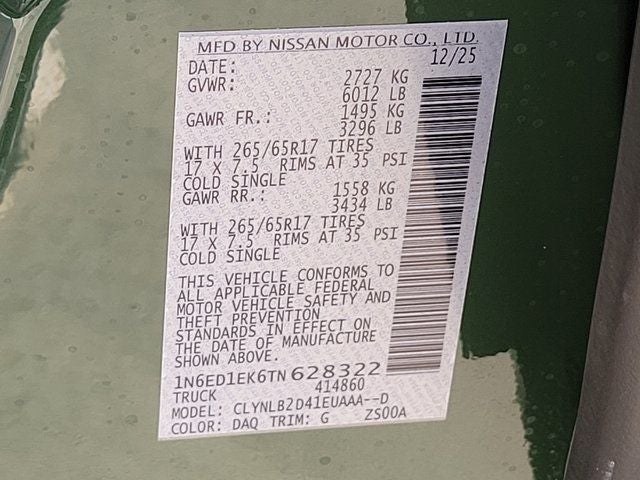 MFD BY NISSAN MOTOR CO., LTD.
DATE: 12/25
GVWR: 2727 KG
6012 LB
GAWR FR.: 1495 KG
3296 LB
WITH 265/65R17 TIRES
17 X 7.5 RIMS AT 35 PSI
COLD SINGLE
GAWR RR.: 1558 KG
3434 LB
WITH 265/65R17 TIRES
17 X 7.5 RIMS AT 35 PSI
COLD SINGLE
THIS VEHICLE CONFORMS TO
ALL APPLICABLE FEDERAL
MOTOR VEHICLE SAFETY AND
THEFT PREVENTION
STANDARDS IN EFFECT ON
THE DATE OF MANUFACTURE
SHOWN ABOVE.
1N6ED1EK6TN 628322
TRUCK 414860
MODEL: CLYNLB2D41EUAAA--D
COLOR: DAQ TRIM: G ZS00A